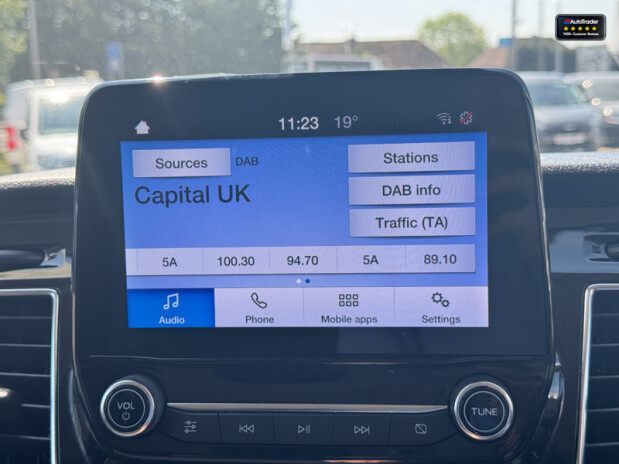 AutoTrader
11:23 19°
Sources DAB Stations
Capital UK DAB info
Traffic (TA)
5A 100.30 94.70 5A 89.10
Audio Phone Mobile apps Settings
VOL TUNE